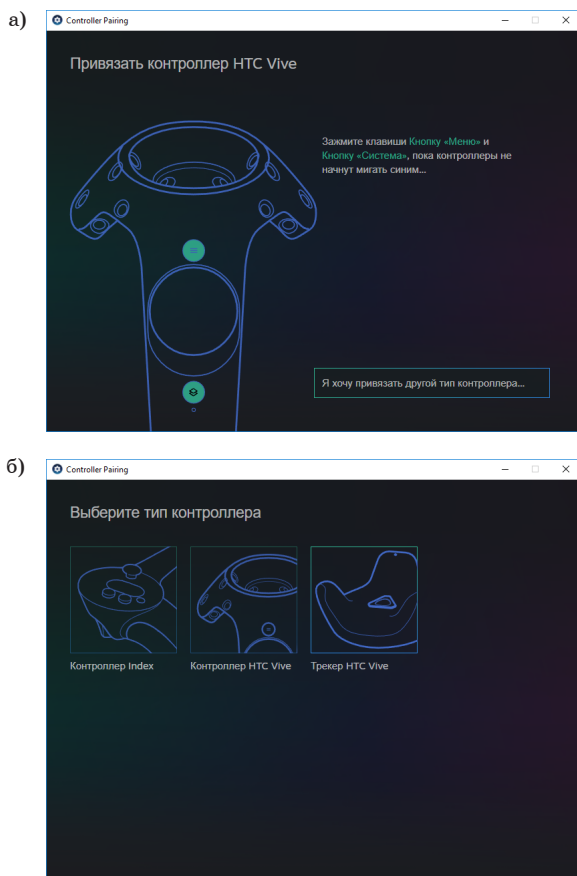 а)
Controller Pairing
Привязать контроллер HTC Vive
Зажмите клавиши Кнопку «Меню» и
Кнопку «Система», пока контроллеры не
начнут мигать синим...
Я хочу привязать другой тип контроллера...
б)
Controller Pairing
Выберите тип контроллера
Контроллер Index
Контроллер HTC Vive
Трекер HTC Vive